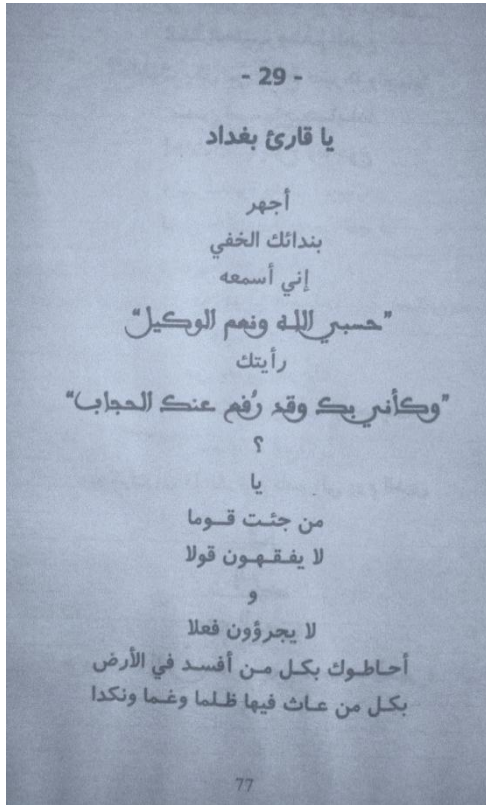 - 29 -
يا قارئ بغداد
أجهر
بندائك الخفي
إني أسمعه
”حسبي الله ونعم الوكيل“
رأيتك
”وكأني بك وقد رُفع عنك الحجاب“
؟
يا
من جئت قوما
لا يفقهون قولا
و
لا يجرؤون فعلا
أحاطوك بكل من أفسد في الأرض
بكل من عاث فيها ظلما وغما ونكدا
77